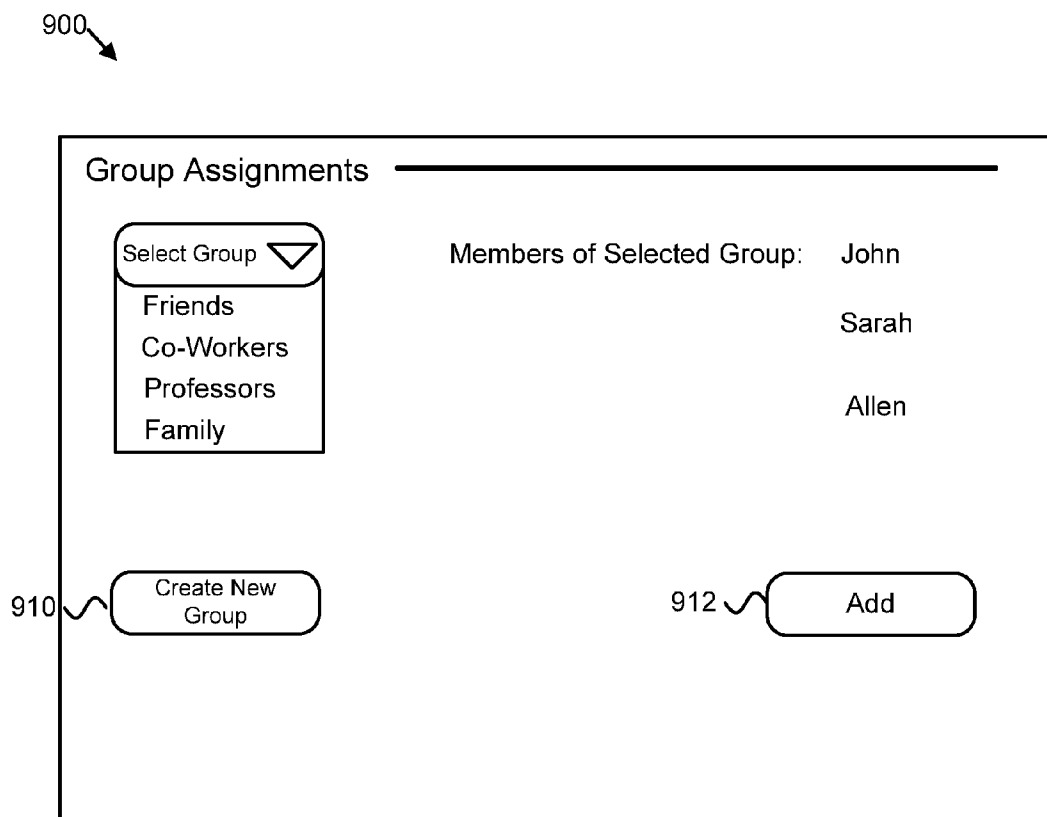 900
Group Assignments
Select Group
Members of Selected Group: John
Friends
Sarah
Co-Workers
Professors
Allen
Family
Create New
Group
910
912
Add